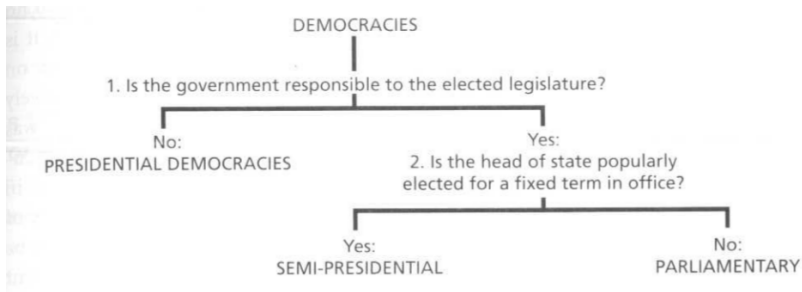 DEMOCRACIES
1. Is the government responsible to the elected legislature?
No:
PRESIDENTIAL DEMOCRACIES
Yes:
2. Is the head of state popularly
elected for a fixed term in office?
Yes:
SEMI-PRESIDENTIAL
No:
PARLIAMENTARY